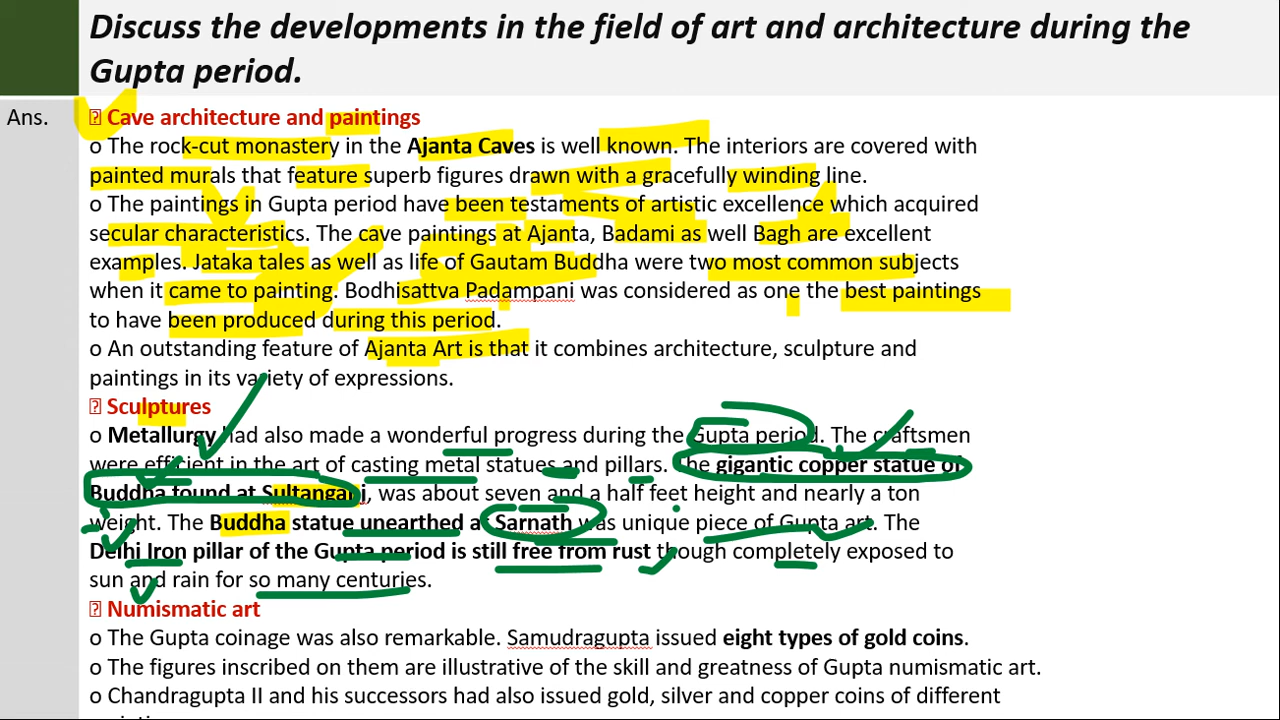 Discuss the developments in the field of art and architecture during the
Gupta period.
Ans.
Cave architecture and paintings
o The rock-cut monastery in the Ajanta Caves is well known. The interiors are covered with
painted murals that feature superb figures drawn with a gracefully winding line.
o The paintings in Gupta period have been testaments of artistic excellence which acquired
secular characteristics. The cave paintings at Ajanta, Badami as well Bagh are excellent
examples. Jataka tales as well as life of Gautam Buddha were two most common subjects
when it came to painting. Bodhisattva Padampani was considered as one the best paintings
to have been produced during this period.
o An outstanding feature of Ajanta Art is that it combines architecture, sculpture and
paintings in its variety of expressions.
Sculptures
o Metallurgy had also made a wonderful progress during the Gupta period. The craftsmen
were efficient in the art of casting metal statues and pillars. The gigantic copper statue of
Buddha found at Sultanganj, was about seven and a half feet height and nearly a ton
weight. The Buddha statue unearthed at Sarnath was unique piece of Gupta art. The
Delhi Iron pillar of the Gupta period is still free from rust though completely exposed to
sun and rain for so many centuries.
Numismatic art
o The Gupta coinage was also remarkable. Samudragupta issued eight types of gold coins.
o The figures inscribed on them are illustrative of the skill and greatness of Gupta numismatic art.
o Chandragupta II and his successors had also issued gold, silver and copper coins of different